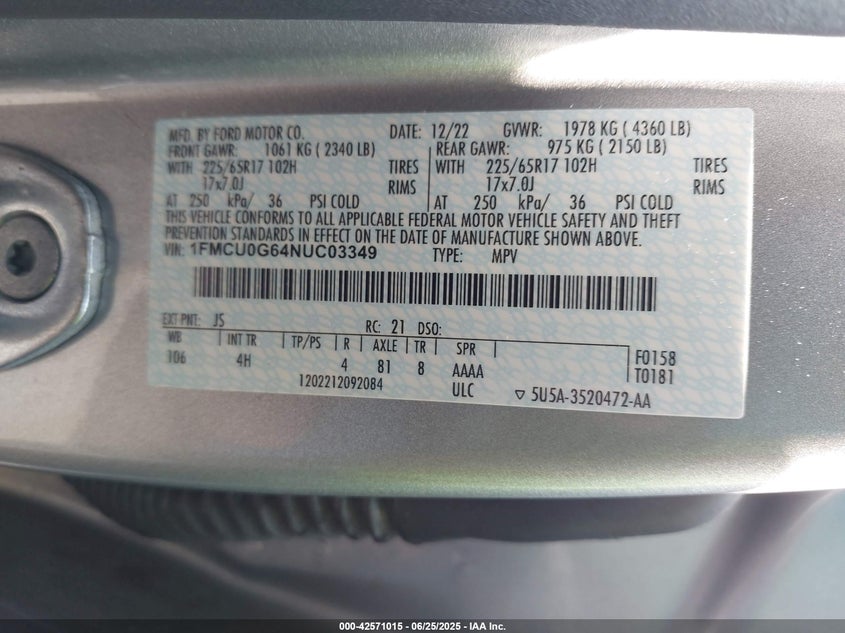 MFD. BY FORD MOTOR CO. DATE: 12/22 GVWR: 1978 KG ( 4360 LB)
FRONT GAWR: 1061 KG ( 2340 LB) REAR GAWR: 975 KG ( 2150 LB)
WITH 225/65R17 102H TIRES WITH 225/65R17 102H TIRES
17x7.0J RIMS 17x7.0J RIMS
AT 250 kPa/ 36 PSI COLD AT 250 kPa/ 36 PSI COLD
THIS VEHICLE CONFORMS TO ALL APPLICABLE FEDERAL MOTOR VEHICLE SAFETY AND THEFT
PREVENTION STANDARDS IN EFFECT ON THE DATE OF MANUFACTURE SHOWN ABOVE.
VIN: 1FMCU0G64NUC03349 TYPE: MPV
EXT PNT: JS RC: 21 DSO:
WB INT TR TP/PS R AXLE TR SPR F0158
106 4H 4 81 8 AAAA T0181
1202212092084 ULC ▽ 5U5A-3520472-AA
000-42571015 - 06/25/2025 - IAA Inc.